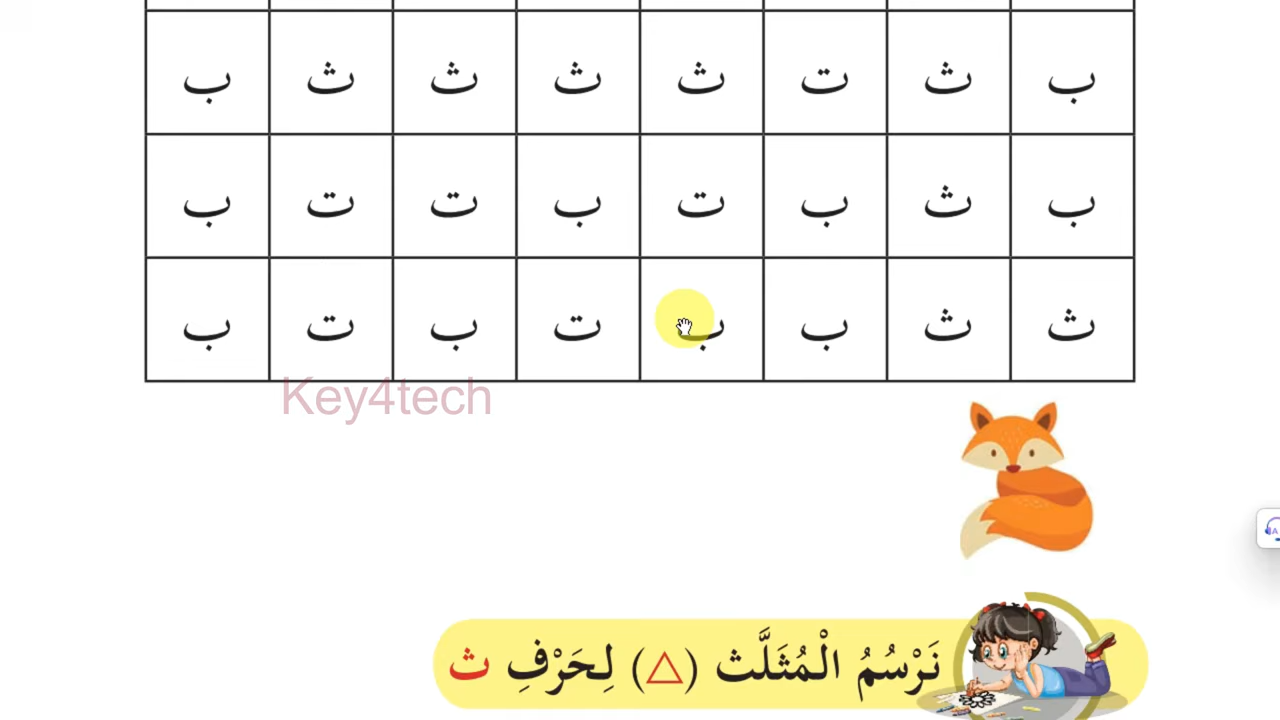 ب ث ت ث ث ث ث ب
ب ث ب ت ب ت ت ب
ث ث ب ب ت ب ت ب
Key4tech
نَرْسُمُ الْمُثَلَّث (△) لِحَرْفِ ث